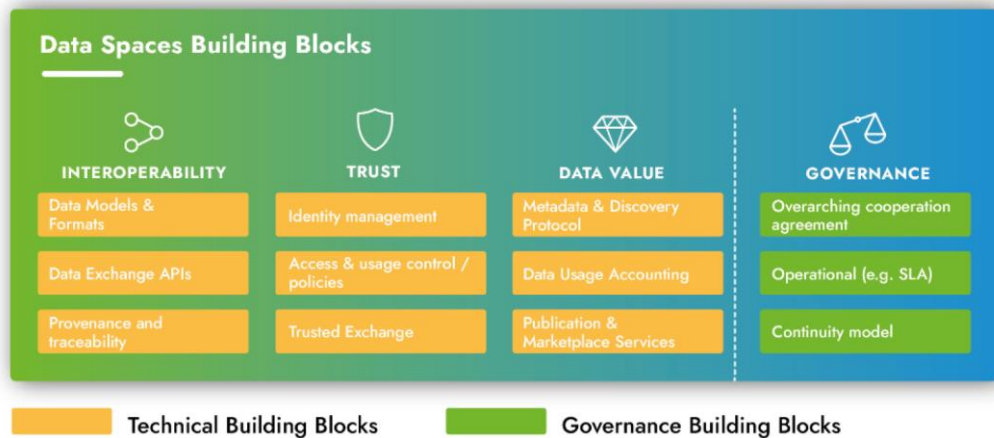 Data Spaces Building Blocks
INTEROPERABILITY
Data Models &
Formats
Data Exchange APIs
Provenance and
traceability
TRUST
Identity management
Access & usage control /
policies
Trusted Exchange
DATA VALUE
Metadata & Discovery
Protocol
Data Usage Accounting
Publication &
Marketplace Services
GOVERNANCE
Overarching cooperation
agreement
Operational (e.g. SLA)
Continuity model
Technical Building Blocks
Governance Building Blocks